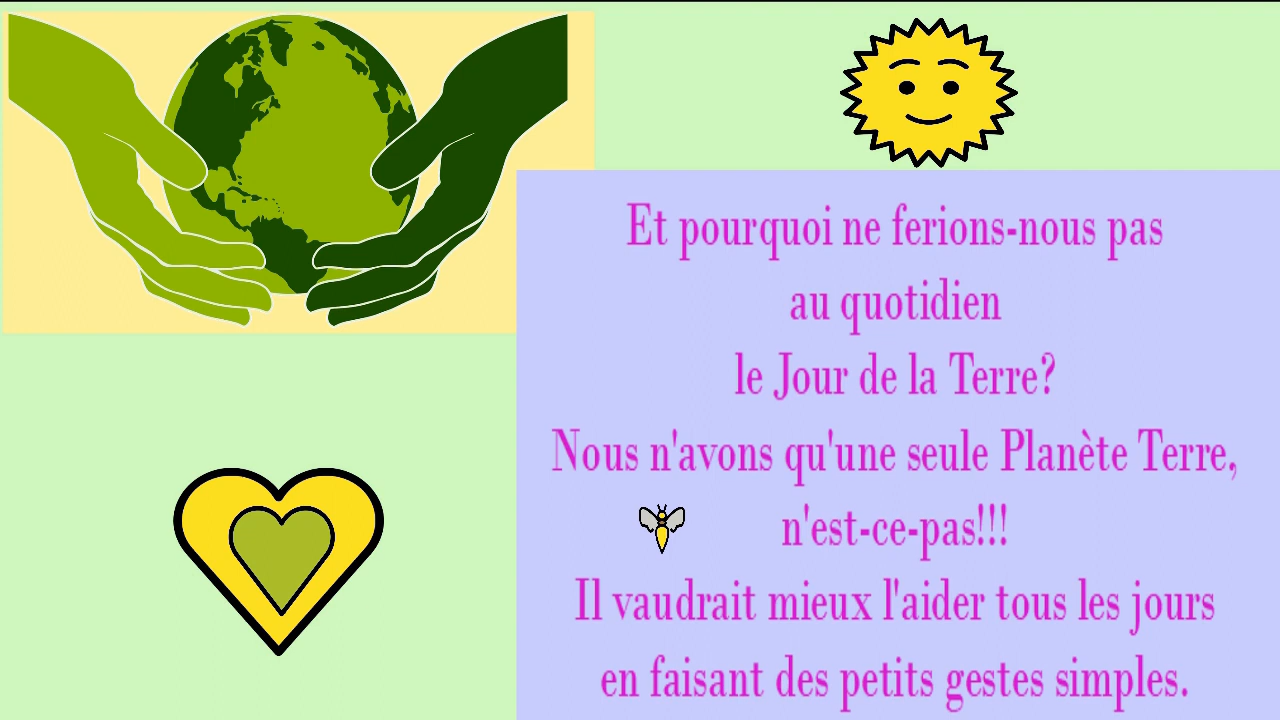 Et pourquoi ne ferions-nous pas
au quotidien
le Jour de la Terre?
Nous n'avons qu'une seule Planète Terre,
n'est-ce-pas!!!
Il vaudrait mieux l'aider tous les jours
en faisant des petits gestes simples.